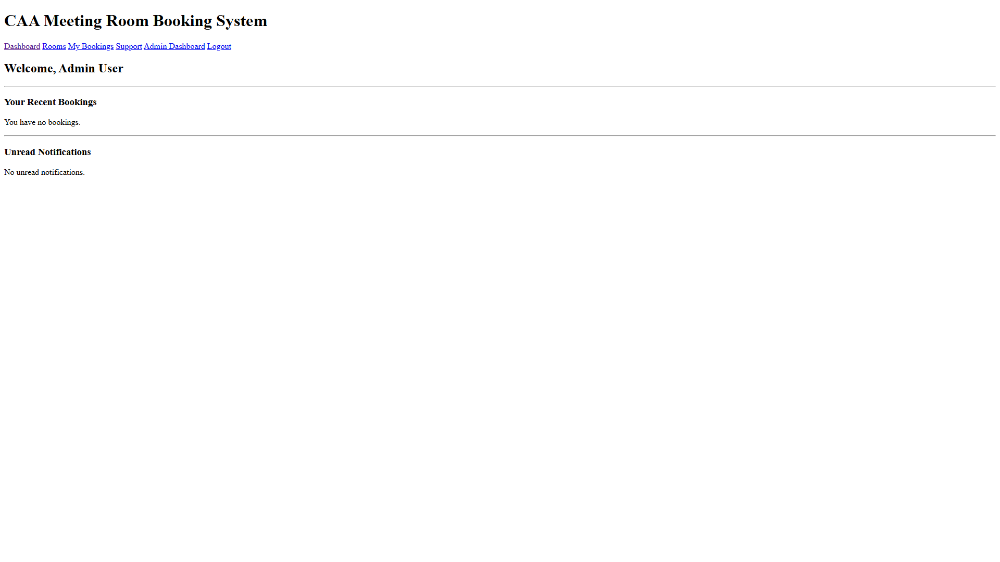 CAA Meeting Room Booking System
Dashboard Rooms My Bookings Support Admin Dashboard Logout
Welcome, Admin User
Your Recent Bookings
You have no bookings.
Unread Notifications
No unread notifications.